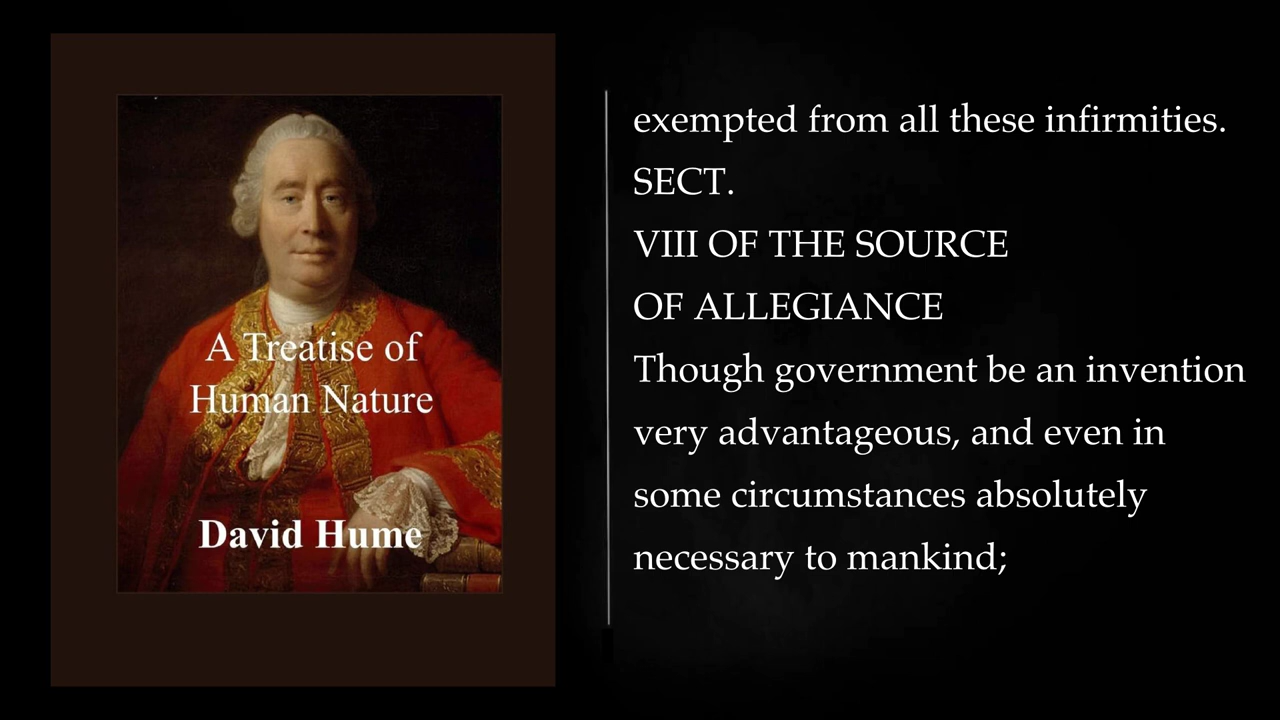 A Treatise of
Human Nature
David Hume
exempted from all these infirmities.
SECT.
VIII OF THE SOURCE
OF ALLEGIANCE
Though government be an invention
very advantageous, and even in
some circumstances absolutely
necessary to mankind;